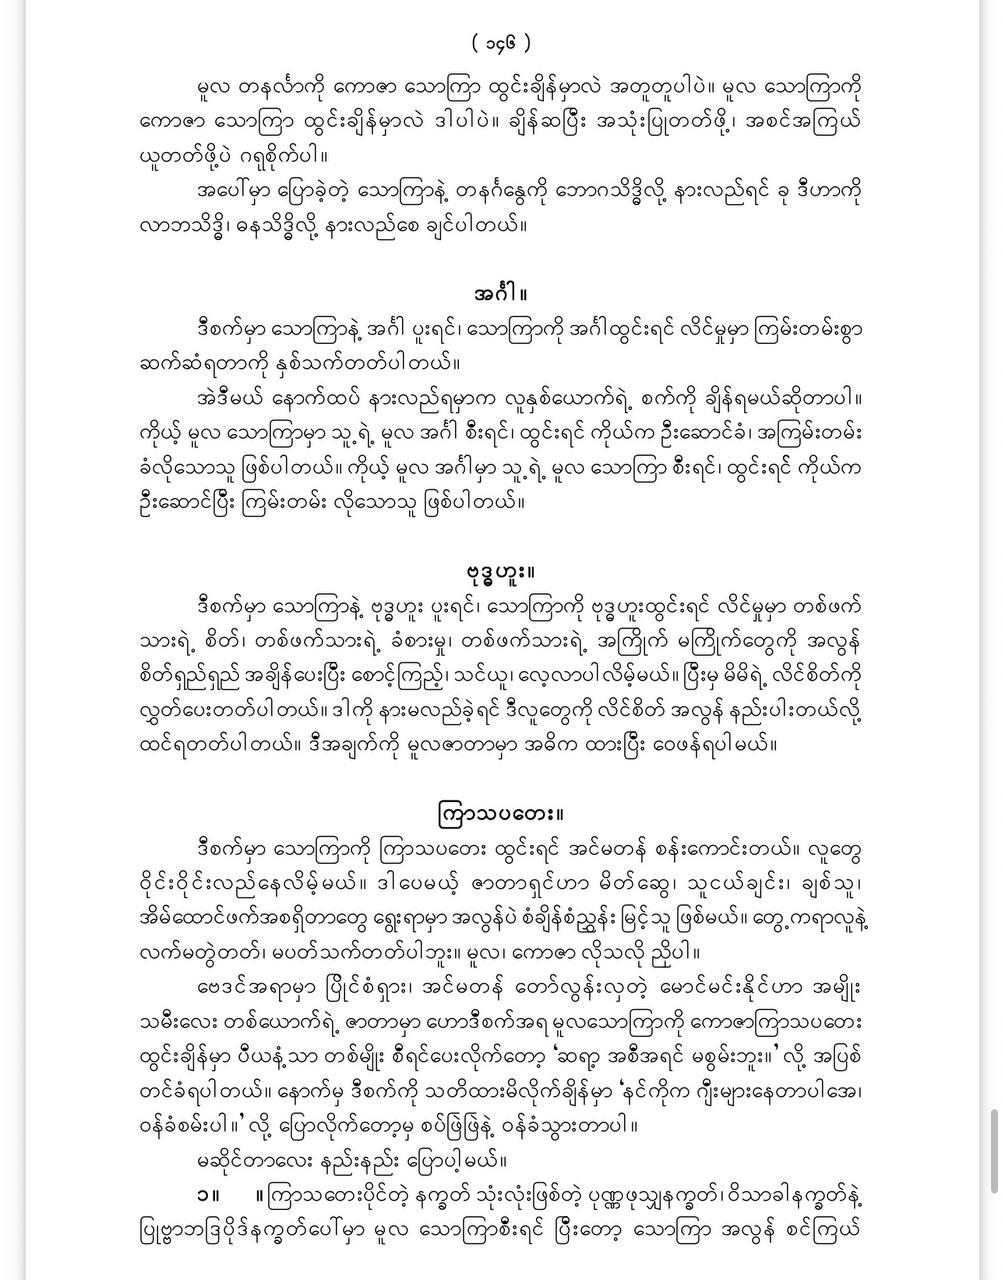 ( ၁၄၆ )
မူလ တနင်္လာကို ကောဇာ သောကြာ ထွင်းချိန်မှာလဲ အတူတူပါပဲ။ မူလ သောကြာကို
ကောဇာ သောကြာ ထွင်းချိန်မှာလဲ ဒါပါပဲ။ ချိန်ဆပြီး အသုံးပြုတတ်ဖို့၊ အစင်အကြယ်
ယူတတ်ဖို့ပဲ ဂရုစိုက်ပါ။
အပေါ်မှာ ပြောခဲ့တဲ့ သောကြာနဲ့ တနင်္ဂနွေကို ဘောဂသိဒ္ဓိလို့ နားလည်ရင် ခု ဒီဟာကို
လာဘသိဒ္ဓိ၊ ဓနသိဒ္ဓိလို့ နားလည်စေ ချင်ပါတယ်။
အင်္ဂါ။
ဒီစက်မှာ သောကြာနဲ့ အင်္ဂါ ပူးရင်၊ သောကြာကို အင်္ဂါထွင်းရင် လိင်မှုမှာ ကြမ်းတမ်းစွာ
ဆက်ဆံရတာကို နှစ်သက်တတ်ပါတယ်။
အဲဒီမယ် နောက်ထပ် နားလည်ရမှာက လူနှစ်ယောက်ရဲ့ စက်ကို ချိန်ရမယ်ဆိုတာပါ။
ကိုယ့် မူလ သောကြာမှာ သူ့ရဲ့ မူလ အင်္ဂါ စီးရင်၊ ထွင်းရင် ကိုယ်က ဦးဆောင်ခံ၊ အကြမ်းတမ်း
ခံလိုသောသူ ဖြစ်ပါတယ်။ ကိုယ့် မူလ အင်္ဂါမှာ သူ့ရဲ့ မူလ သောကြာ စီးရင်၊ ထွင်းရင် ကိုယ်က
ဦးဆောင်ပြီး ကြမ်းတမ်း လိုသောသူ ဖြစ်ပါတယ်။
ဗုဒ္ဓဟူး။
ဒီစက်မှာ သောကြာနဲ့ ဗုဒ္ဓဟူး ပူးရင်၊ သောကြာကို ဗုဒ္ဓဟူးထွင်းရင် လိင်မှုမှာ တစ်ဖက်
သားရဲ့ စိတ်၊ တစ်ဖက်သားရဲ့ ခံစားမှု၊ တစ်ဖက်သားရဲ့ အကြိုက် မကြိုက်တွေကို အလွန်
စိတ်ရှည်ရှည် အချိန်ပေးပြီး စောင့်ကြည့်၊ သင်ယူ၊ လေ့လာပါလိမ့်မယ်။ ပြီးမှ မိမိရဲ့ လိင်စိတ်ကို
လွှတ်ပေးတတ်ပါတယ်။ ဒါကို နားမလည်ခဲ့ရင် ဒီလူတွေကို လိင်စိတ် အလွန် နည်းပါးတယ်လို့
ထင်ရတတ်ပါတယ်။ ဒီအချက်ကို မူလဇာတာမှာ အဓိက ထားပြီး ဝေဖန်ရပါမယ်။
ကြာသပတေး။
ဒီစက်မှာ သောကြာကို ကြာသပတေး ထွင်းရင် အင်မတန် စန်းကောင်းတယ်။ လူတွေ
ဝိုင်းဝိုင်းလည်နေလိမ့်မယ်။ ဒါပေမယ့် ဇာတာရှင်ဟာ မိတ်ဆွေ၊ သူငယ်ချင်း၊ ချစ်သူ၊
အိမ်ထောင်ဖက်အစရှိတာတွေ ရွေးရာမှာ အလွန်ပဲ စံချိန်စံညွှန်း မြင့်သူ ဖြစ်မယ်။ တွေ့ကရာလူနဲ့
လက်မတွဲတတ်၊ မပတ်သက်တတ်ပါဘူး။ မူလ၊ ကောဇာ လိုသလို ညှိပါ။
ဗေဒင်အရာမှာ ပြိုင်စံရှား၊ အင်မတန် တော်လွန်းလှတဲ့ မောင်မင်းနိုင်ဟာ အမျိုး
သမီးလေး တစ်ယောက်ရဲ့ ဇာတာမှာ ဟောဒီစက်အရ မူလသောကြာကို ကောဇာကြာသပတေး
ထွင်းချိန်မှာ ပီယနံ့သာ တစ်မျိုး စီရင်ပေးလိုက်တော့ ‘ဆရာ့ အစီအရင် မစွမ်းဘူး။’ လို့ အပြစ်
တင်ခံရပါတယ်။ နောက်မှ ဒီစက်ကို သတိထားမိလိုက်ချိန်မှာ ‘နင်ကိုက ဂျီးများနေတာပါအေ၊
ဝန်ခံစမ်းပါ။’ လို့ ပြောလိုက်တော့မှ စပ်ဖြဲဖြဲနဲ့ ဝန်ခံသွားတာပါ။
မဆိုင်တာလေး နည်းနည်း ပြောပါ့မယ်။
၁။ ။ကြာသတေးပိုင်တဲ့ နက္ခတ် သုံးလုံးဖြစ်တဲ့ ပုဏ္ဏဖုသျှနက္ခတ်၊ ဝိသာခါနက္ခတ်နဲ့
ပြုဗ္ဗာဘဒြပိုဒ်နက္ခတ်ပေါ်မှာ မူလ သောကြာစီးရင် ပြီးတော့ သောကြာ အလွန် စင်ကြယ်